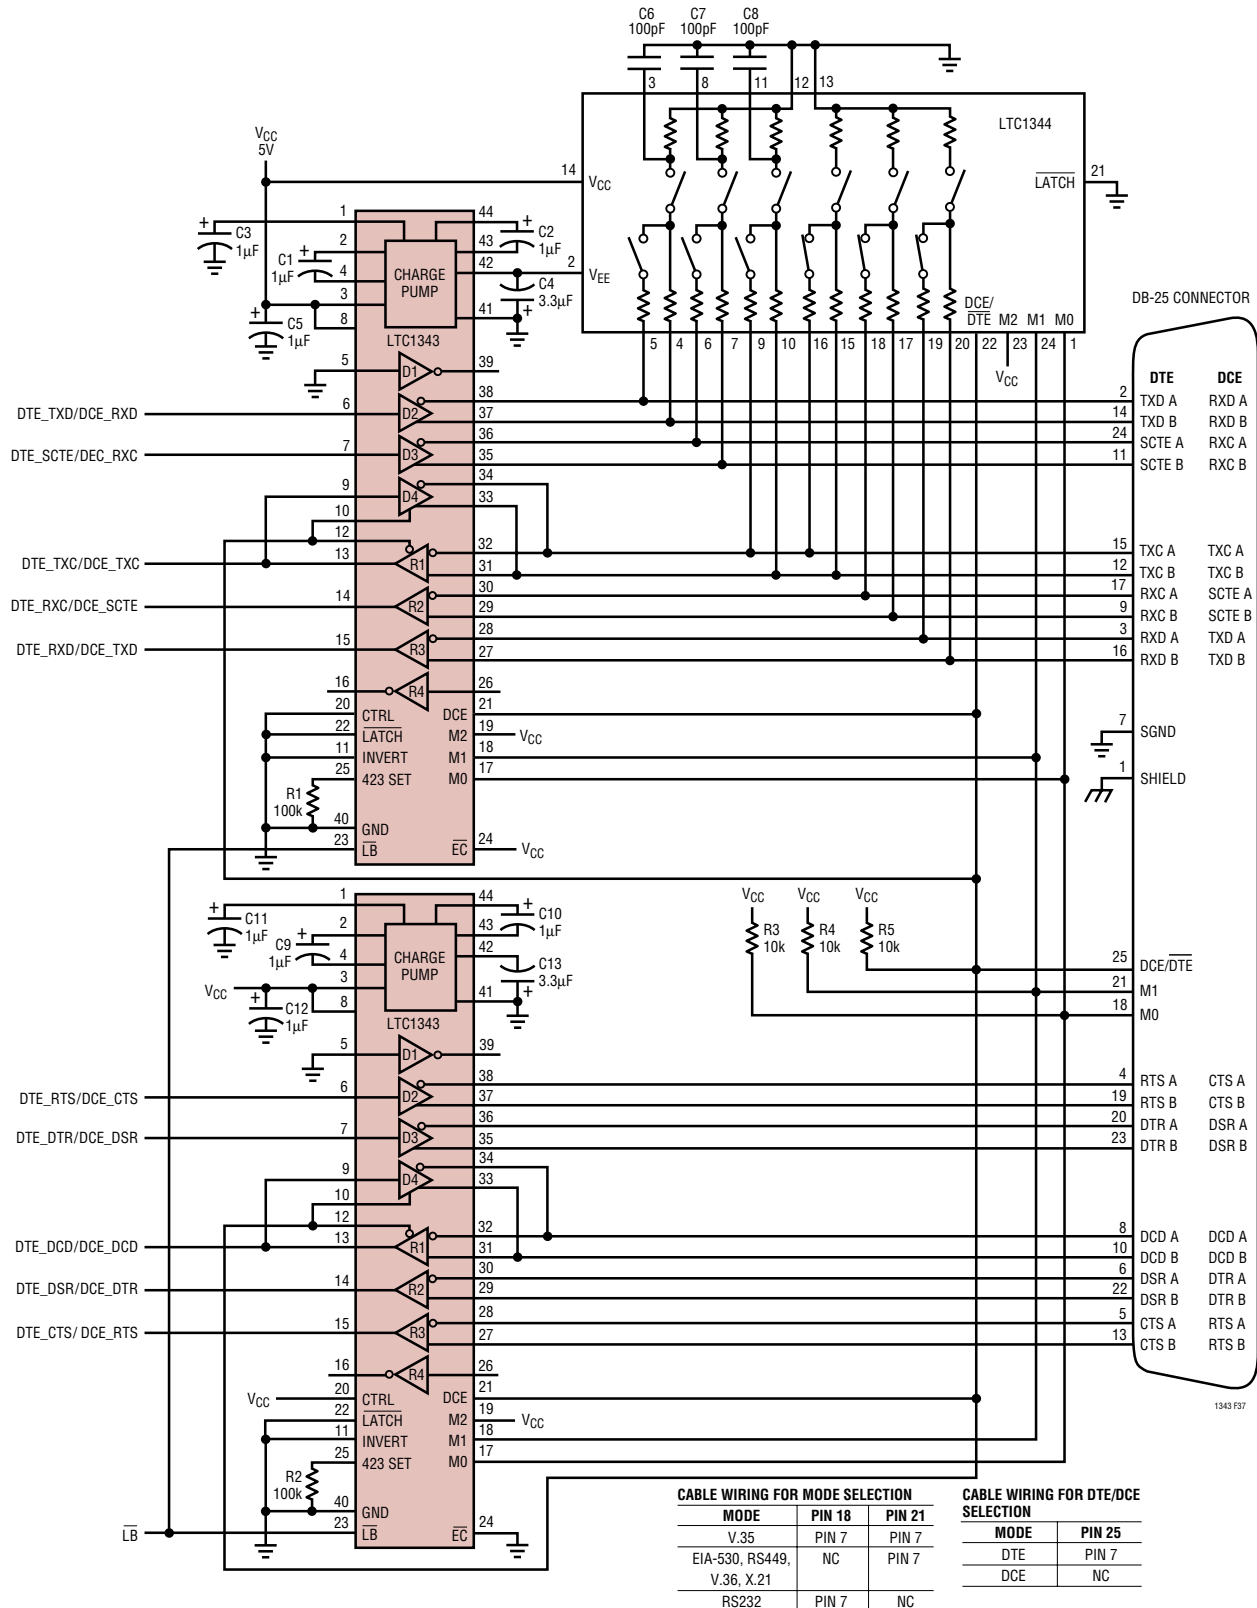 C6
100pF
C7
100pF
C8
100pF
3
8
11
12
13
LTC1344
VCC
5V
14
VCC
LATCH
21
1
44
C3
1µF
2
43
C2
1µF
C1
1µF
4
42
2
VEE
CHARGE
PUMP
3
C4
3.3µF
8
41
C5
1µF
LTC1343
DCE/
DTE
M2
M1
M0
5
4
6
7
9
10
16
15
18
17
19
20
22
23
24
1
VCC
DB-25 CONNECTOR
DTE
DCE
5
D1
39
DTE_TXD/DCE_RXD
6
D2
38
37
2
TXD A
RXD A
14
TXD B
RXD B
DTE_SCTE/DEC_RXC
7
D3
36
35
24
SCTE A
RXC A
11
SCTE B
RXC B
9
D4
34
33
10
12
DTE_TXC/DCE_TXC
13
R1
32
31
15
TXC A
TXC A
12
TXC B
TXC B
DTE_RXC/DCE_SCTE
14
R2
30
29
17
RXC A
SCTE A
9
RXC B
SCTE B
DTE_RXD/DCE_TXD
15
R3
28
27
3
RXD A
TXD A
16
RXD B
TXD B
16
R4
26
20
CTRL
DCE
21
22
LATCH
M2
19
VCC
11
INVERT
M1
18
25
423 SET
M0
17
R1
100k
40
GND
23
LB
EC
24
VCC
7
SGND
1
SHIELD
1
44
C11
1µF
2
43
C10
1µF
C9
1µF
4
42
CHARGE
PUMP
VCC
3
C13
3.3µF
8
41
C12
1µF
LTC1343
VCC
R3
10k
VCC
R4
10k
VCC
R5
10k
25
DCE/DTE
21
M1
18
M0
5
D1
39
DTE_RTS/DCE_CTS
6
D2
38
37
4
RTS A
CTS A
19
RTS B
CTS B
DTE_DTR/DCE_DSR
7
D3
36
35
20
DTR A
DSR A
23
DTR B
DSR B
9
D4
34
33
10
12
DTE_DCD/DCE_DCD
13
R1
32
31
8
DCD A
DCD A
10
DCD B
DCD B
DTE_DSR/DCE_DTR
14
R2
30
29
6
DSR A
DTR A
22
DSR B
DTR B
DTE_CTS/ DCE_RTS
15
R3
28
27
5
CTS A
RTS A
13
CTS B
RTS B
16
R4
26
VCC
20
CTRL
DCE
21
22
LATCH
M2
19
VCC
11
INVERT
M1
18
25
423 SET
M0
17
R2
100k
40
GND
LB
23
LB
EC
24
1343 F37
CABLE WIRING FOR MODE SELECTION
MODE PIN 18 PIN 21
V.35 PIN 7 PIN 7
EIA-530, RS449, NC PIN 7
V.36, X.21
RS232 PIN 7 NC
CABLE WIRING FOR DTE/DCE
SELECTION
MODE PIN 25
DTE PIN 7
DCE NC